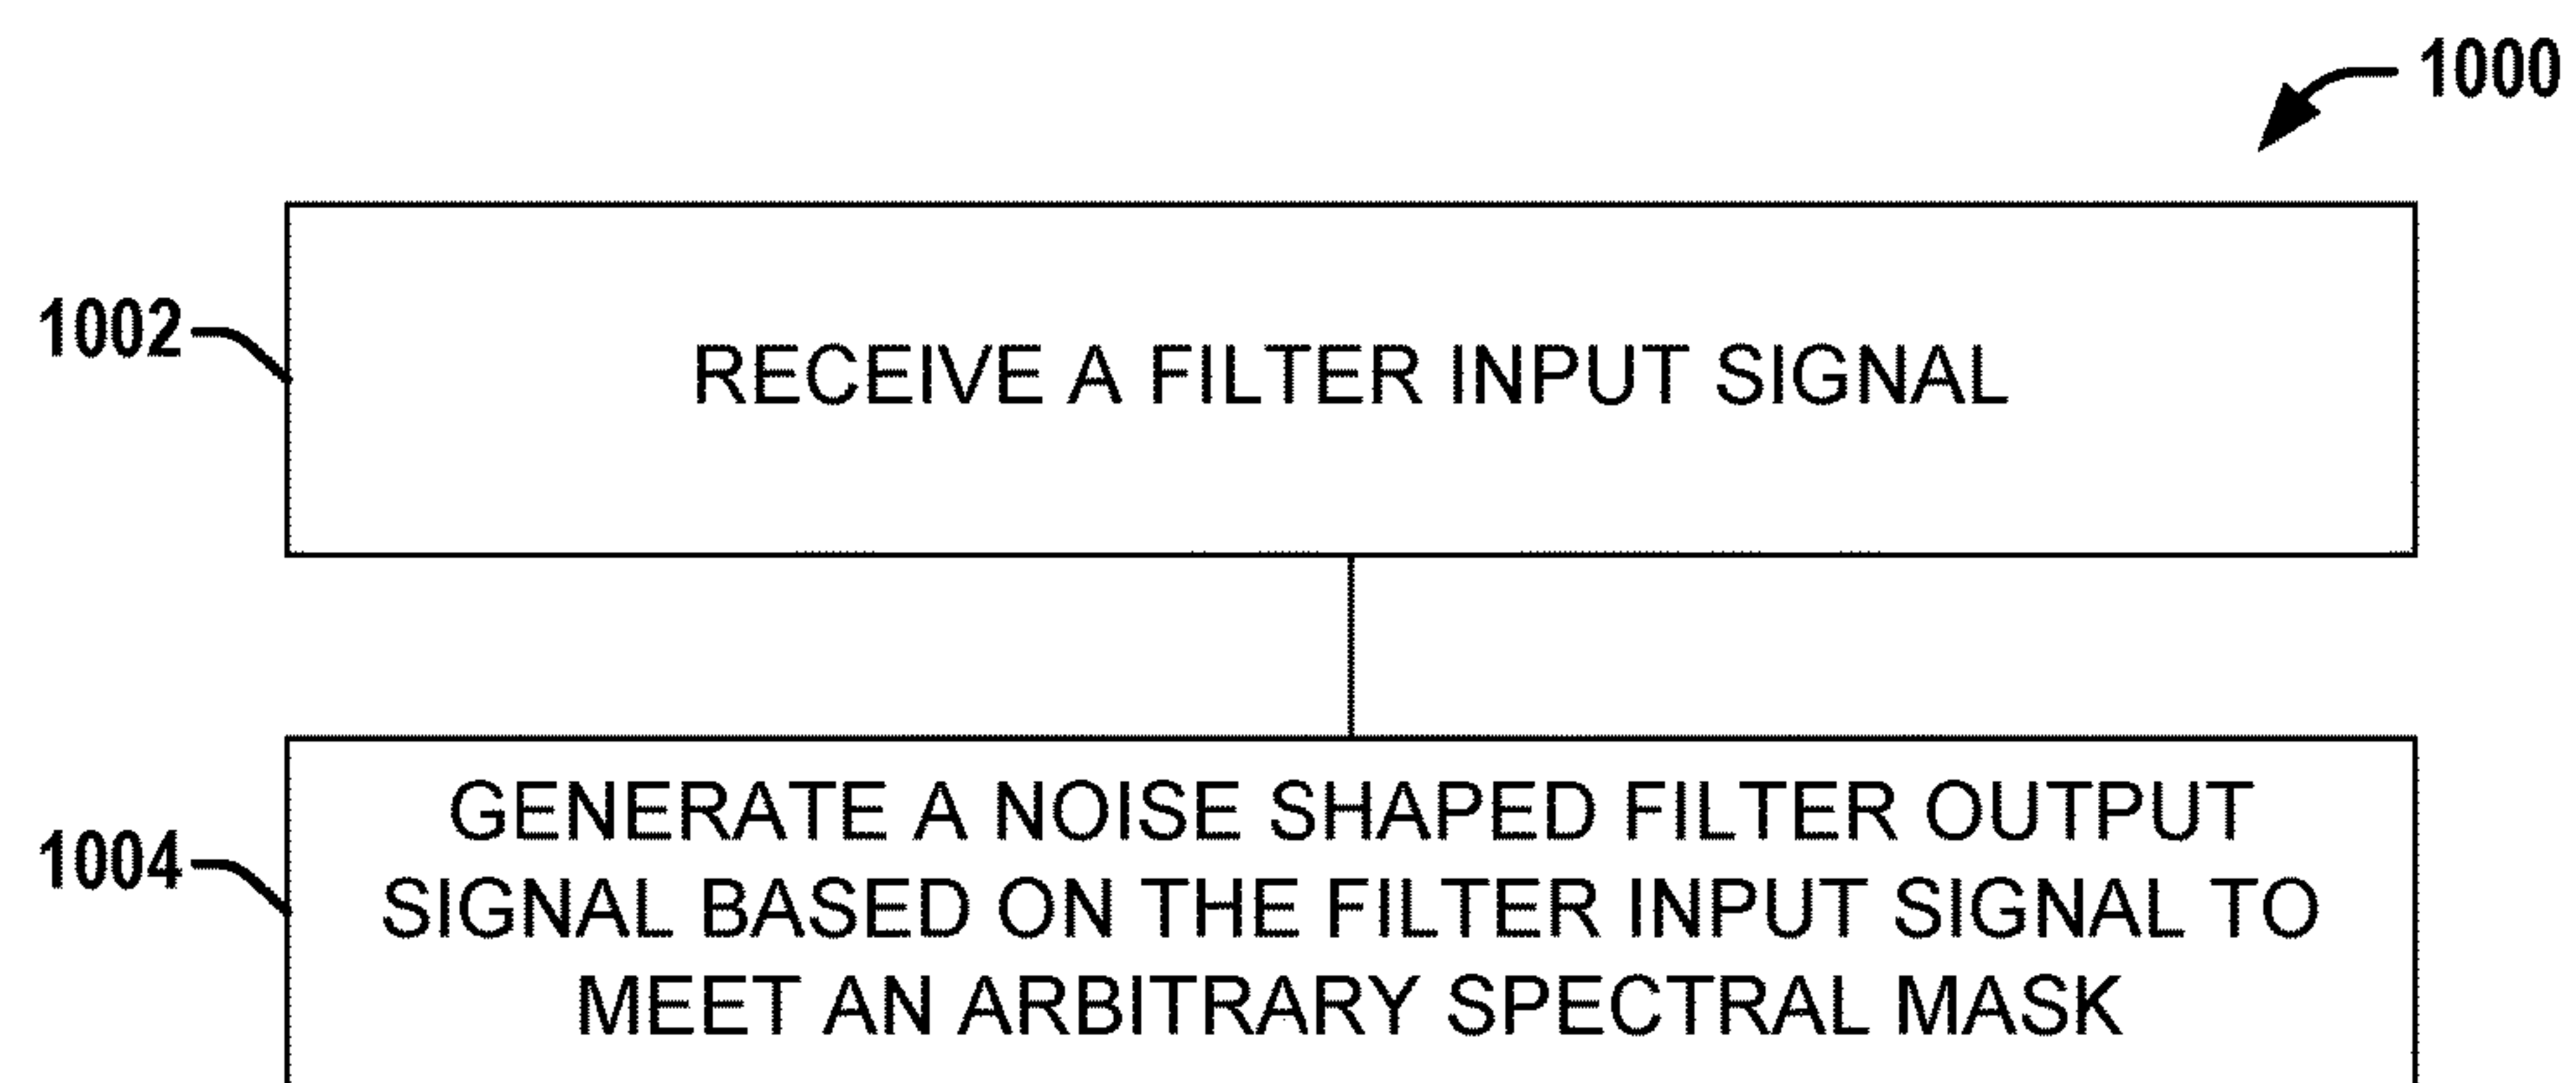 1000
1002
RECEIVE A FILTER INPUT SIGNAL
1004
GENERATE A NOISE SHAPED FILTER OUTPUT
SIGNAL BASED ON THE FILTER INPUT SIGNAL TO
MEET AN ARBITRARY SPECTRAL MASK